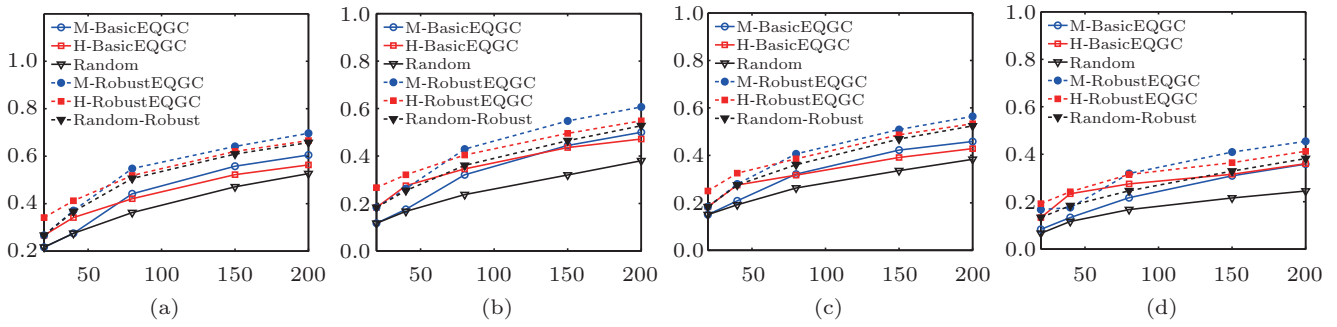 M-BasicEQGC
H-BasicEQGC
Random
M-RobustEQGC
H-RobustEQGC
Random-Robust
1.0
0.8
0.6
0.4
0.2
50 100 150 200
(a)
M-BasicEQGC
H-BasicEQGC
Random
M-RobustEQGC
H-RobustEQGC
Random-Robust
1.0
0.8
0.6
0.4
0.2
0.0
50 100 150 200
(b)
M-BasicEQGC
H-BasicEQGC
Random
M-RobustEQGC
H-RobustEQGC
Random-Robust
1.0
0.8
0.6
0.4
0.2
0.0
50 100 150 200
(c)
M-BasicEQGC
H-BasicEQGC
Random
M-RobustEQGC
H-RobustEQGC
Random-Robust
1.0
0.8
0.6
0.4
0.2
0.0
50 100 150 200
(d)